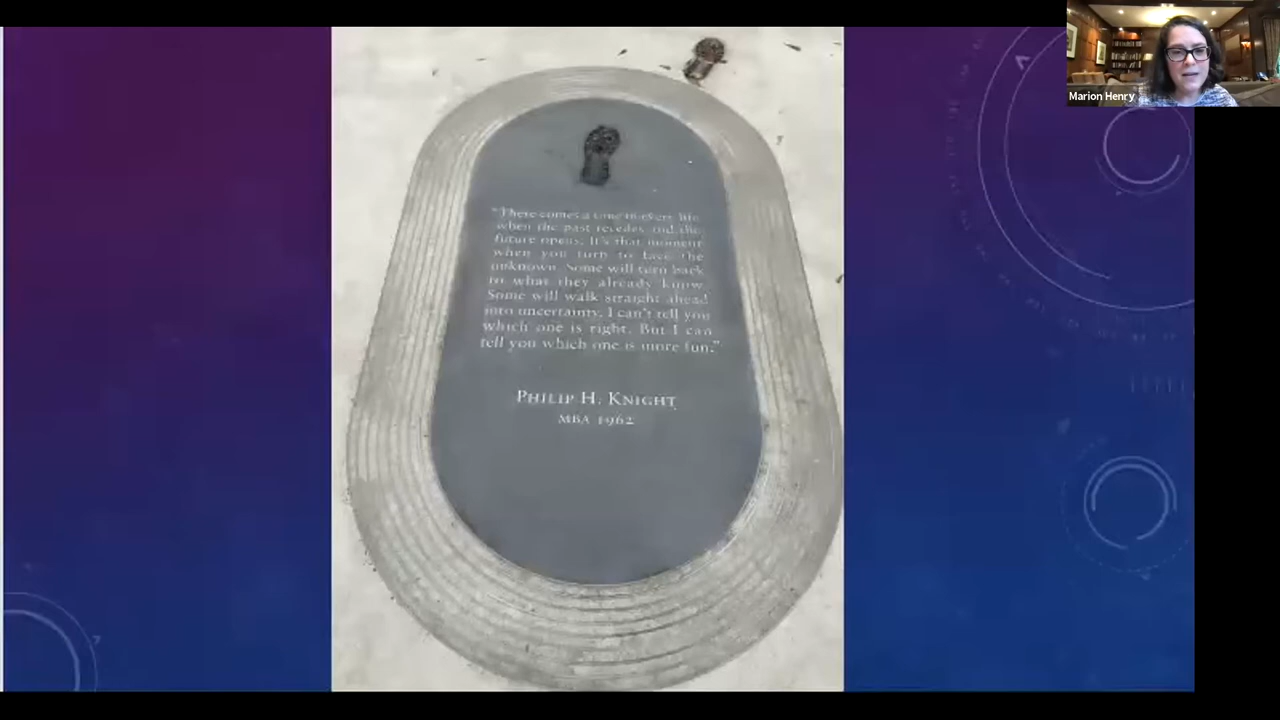 Marion Henry
"There comes a time in every life
when the past recedes and the
future opens. It's that moment
when you turn to face the
unknown. Some will turn back
to what they already know.
Some will walk straight ahead
into uncertainty. I can't tell you
which one is right. But I can
tell you which one is more fun."
PHILIP H. KNIGHT
MBA 1962